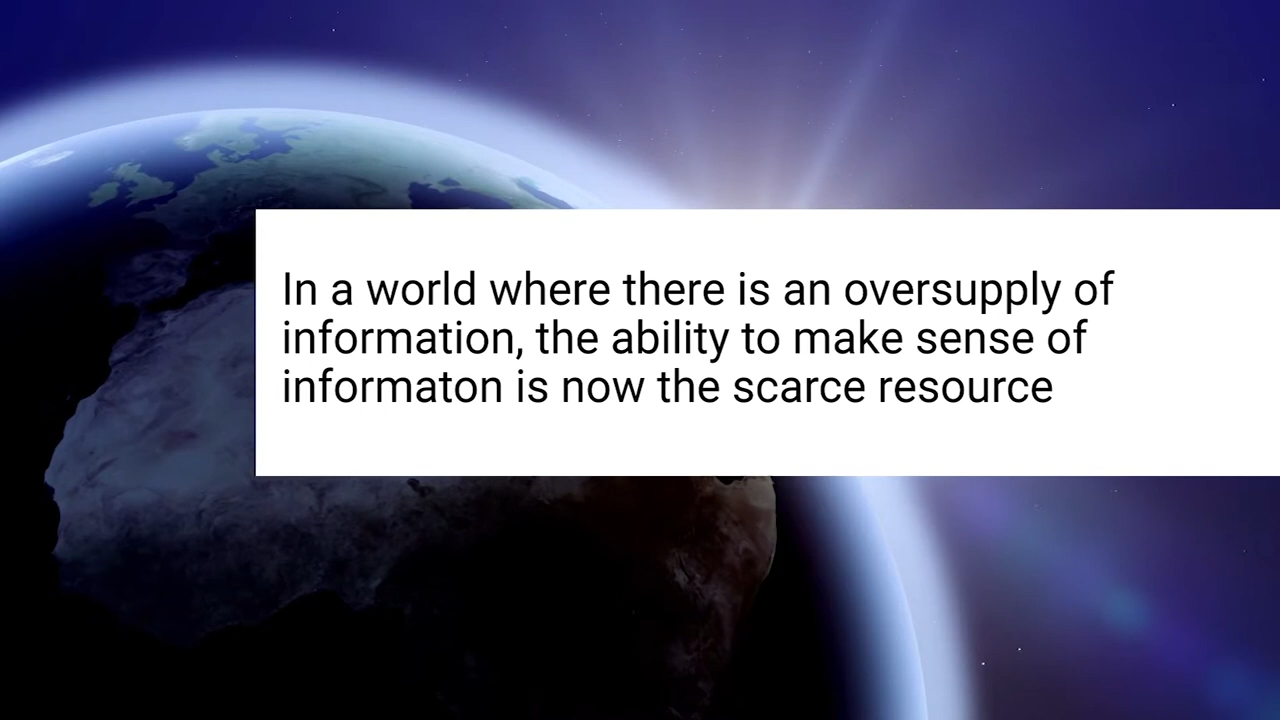 In a world where there is an oversupply of
information, the ability to make sense of
informaton is now the scarce resource